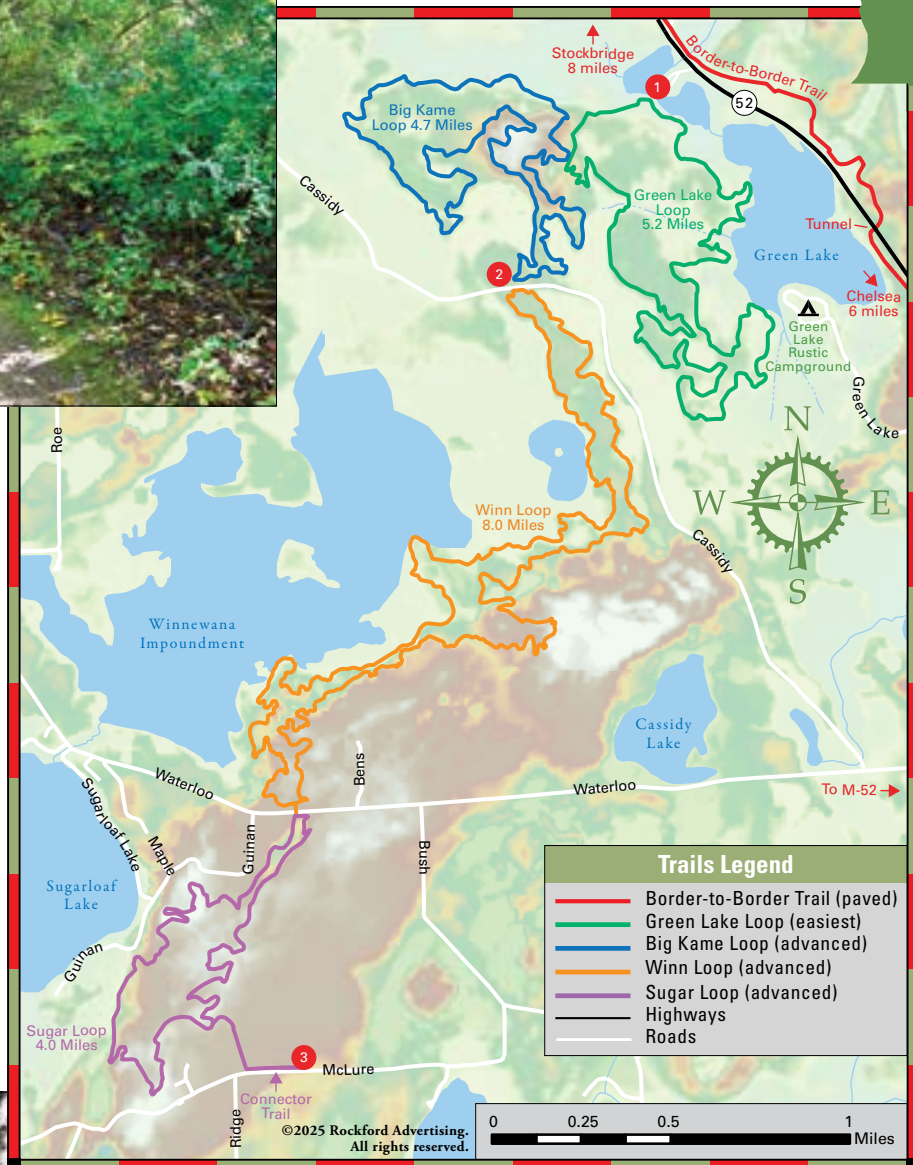 Stockbridge
8 miles
Border-to-Border Trail
1
52
Big Kame
Loop 4.7 Miles
Cassidy
Green Lake
Loop
5.2 Miles
Tunnel
Green Lake
2
Chelsea
6 miles
Green
Lake
Rustic
Campground
Green Lake
Roe
N
W
E
S
Winn Loop
8.0 Miles
Cassidy
Winnewana
Impoundment
Cassidy
Lake
Bens
Waterloo
Waterloo
To M-52
Sugarloaf Lake
Maple
Guinan
Bush
Sugarloaf
Lake
Guinan
Trails Legend
Border-to-Border Trail (paved)
Green Lake Loop (easiest)
Big Kame Loop (advanced)
Winn Loop (advanced)
Sugar Loop (advanced)
Highways
Roads
Sugar Loop
4.0 Miles
3
McLure
Connector
Trail
Ridge
©2025 Rockford Advertising.
All rights reserved.
0 0.25 0.5 1
Miles